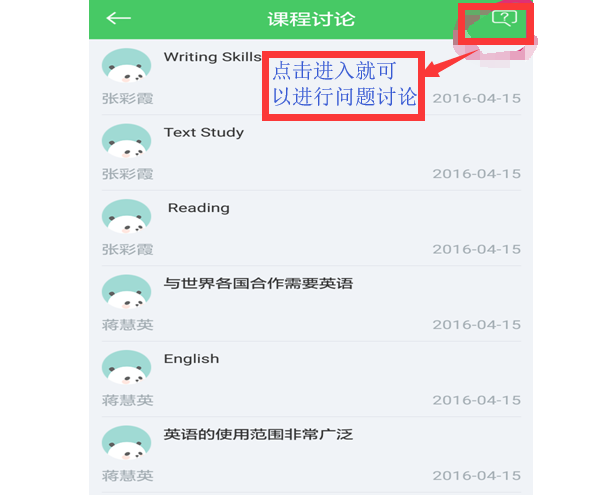 课程讨论
Writing Skills
点击进入就可
以进行问题讨论
张彩霞
2016-04-15
Text Study
张彩霞
2016-04-15
Reading
张彩霞
2016-04-15
与世界各国合作需要英语
蒋慧英
2016-04-15
English
蒋慧英
2016-04-15
英语的使用范围非常广泛
蒋慧英
2016-04-15